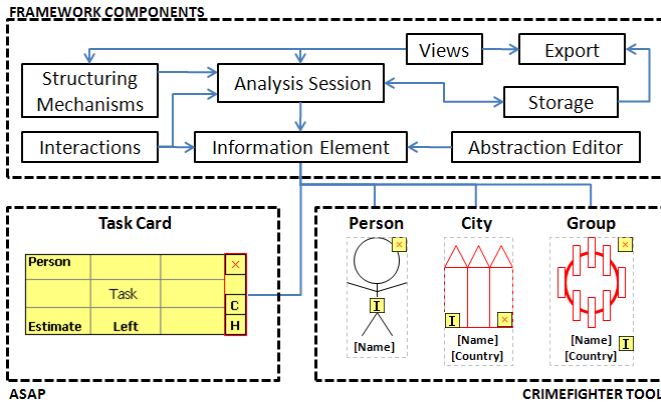 FRAMEWORK COMPONENTS
Views
Export
Structuring
Mechanisms
Analysis Session
Storage
Interactions
Information Element
Abstraction Editor
Task Card
Person
×
Task
C
Estimate
Left
H
ASAP
Person
City
Group
×
I
[Name]
I
×
[Name]
[Country]
×
I
[Name]
[Country]
CRIMEFIGHTER TOOL